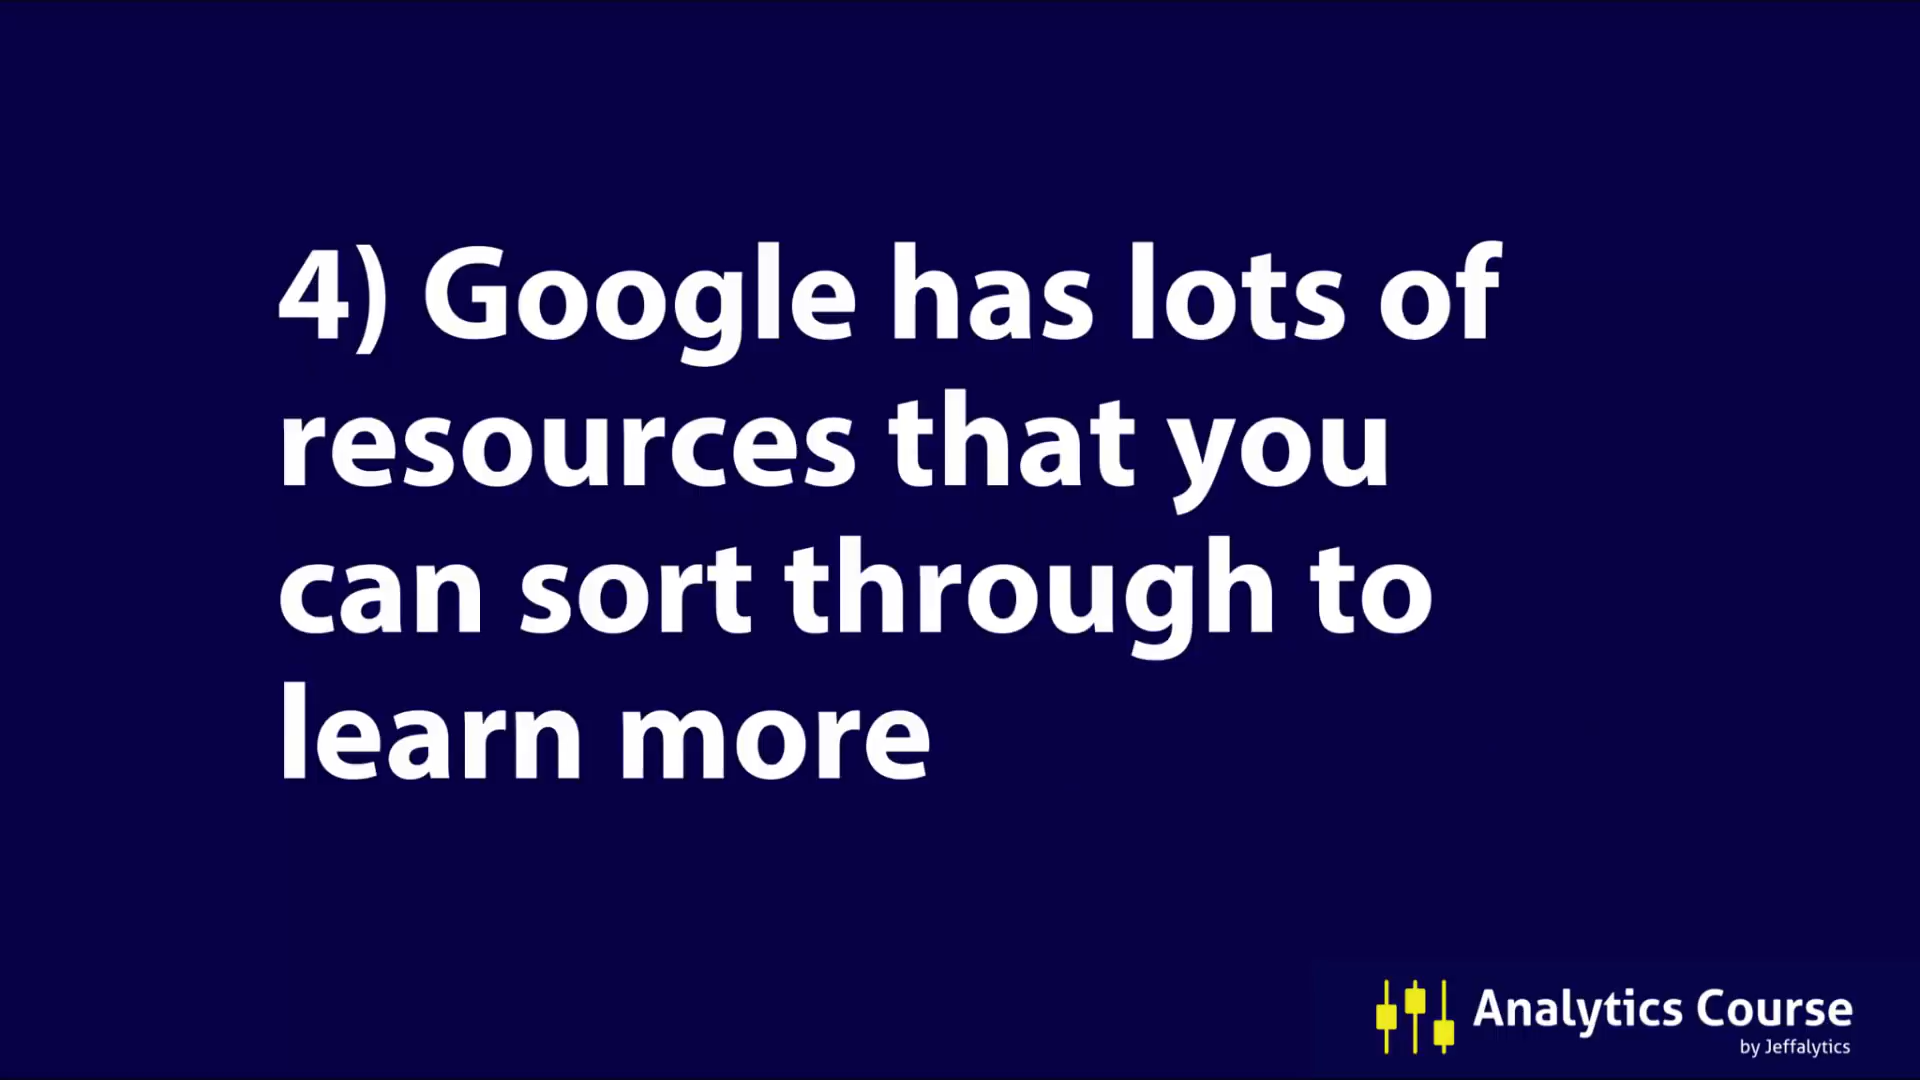 4) Google has lots of
resources that you
can sort through to
learn more
Analytics Course
by Jeffalytics